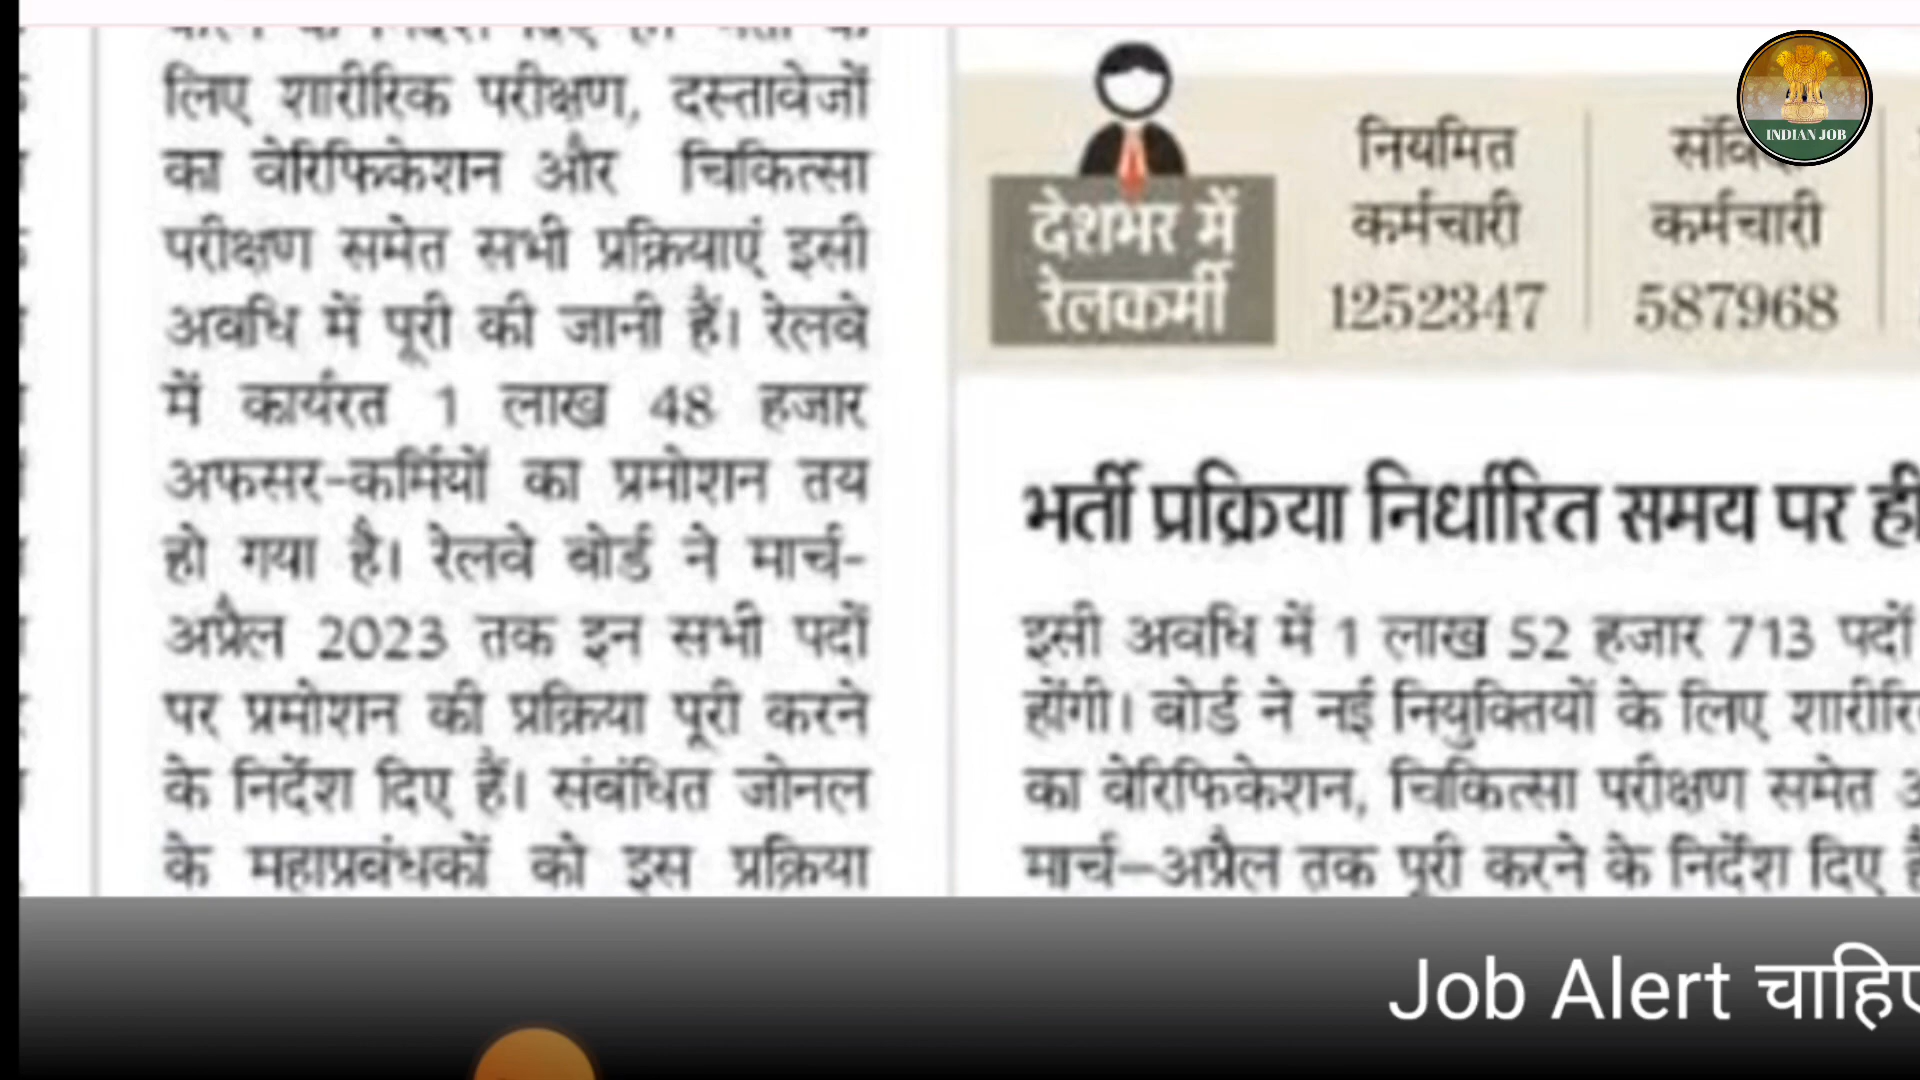 लिए शारीरिक परीक्षण, दस्तावेजों
का वेरिफिकेशन और चिकित्सा
परीक्षण समेत सभी प्रक्रियाएं इसी
अवधि में पूरी की जानी हैं। रेलवे
में कार्यरत 1 लाख 48 हजार
अफसर-कर्मियों का प्रमोशन तय
हो गया है। रेलवे बोर्ड ने मार्च-
अप्रैल 2023 तक इन सभी पदों
पर प्रमोशन की प्रक्रिया पूरी करने
के निर्देश दिए हैं। संबंधित जोनल
के महाप्रबंधकों को इस प्रक्रिया
देशभर में
रेलकर्मी
नियमित
कर्मचारी
1252347
कर्मचारी
587968
INDIAN JOB
भर्ती प्रक्रिया निर्धारित समय पर ही
इसी अवधि में 1 लाख 52 हजार 713 पदों
होंगी। बोर्ड ने नई नियुक्तियों के लिए
का वेरिफिकेशन, चिकित्सा परीक्षण समेत
मार्च–अप्रैल तक पूरी करने के निर्देश दिए
Job Alert चाहिए